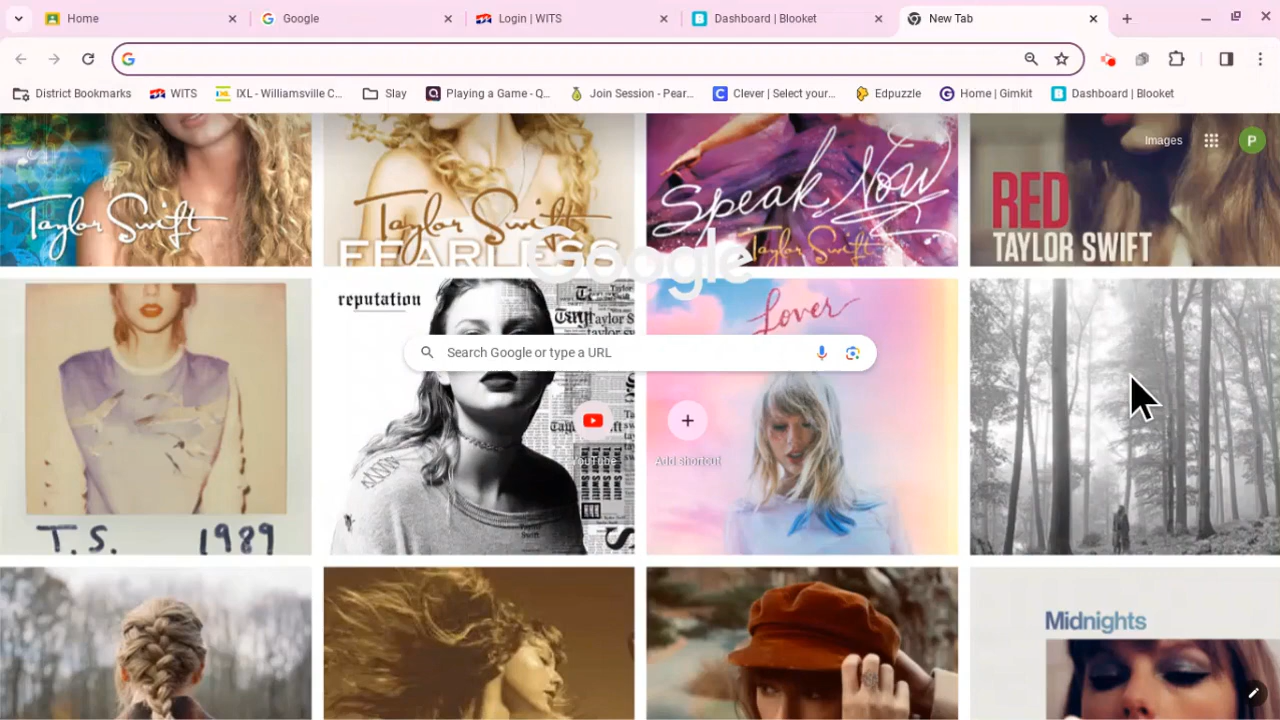 Home
Google
Login | WITS
Dashboard | Blooket
New Tab
District Bookmarks
WITS
IXL - Williamsville C...
Slay
Playing a Game - Q...
Join Session - Pear...
Clever | Select your...
Edpuzzle
Home | Gimkit
Dashboard | Blooket
Images
P
Taylor Swift
Taylor Swift
FEARLESS
Speak Now
Taylor Swift
RED
TAYLOR SWIFT
Google
reputation
Lover
Search Google or type a URL
YouTube
Add shortcut
T.S. 1989
Midnights